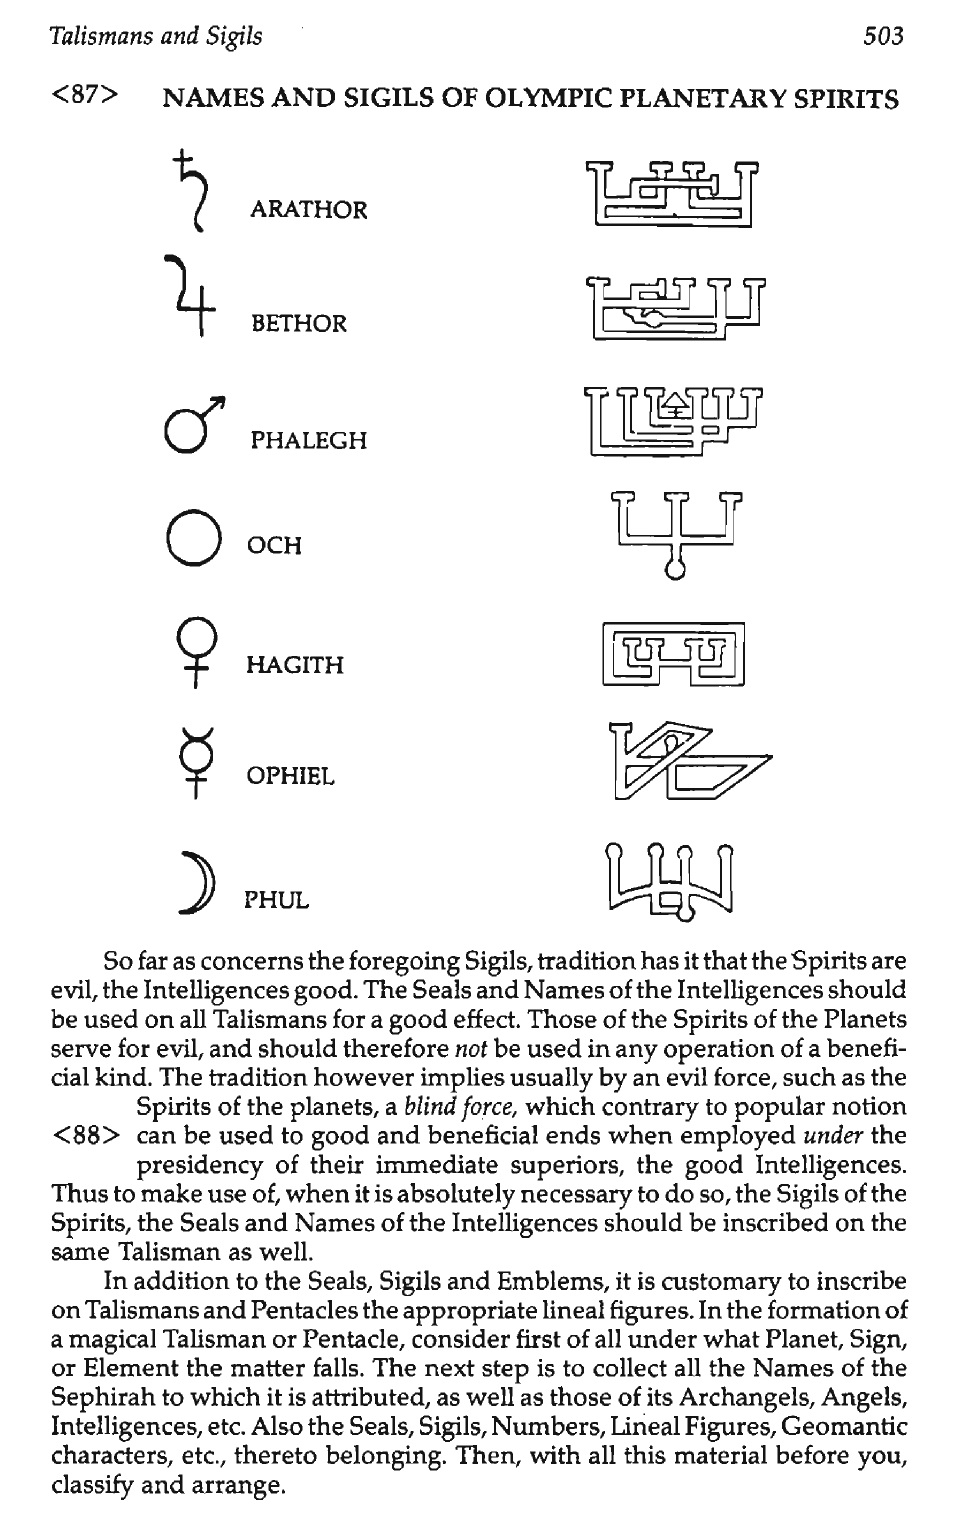 Talismans and Sigils 503
<87> NAMES AND SIGILS OF OLYMPIC PLANETARY SPIRITS
♄ ARATHOR
♃ BETHOR
♂ PHALEGH
OCH
♀ HAGITH
☿ OPHIEL
☽ PHUL
So far as concerns the foregoing Sigils, tradition has it that the Spirits are
evil, the Intelligences good. The Seals and Names of the Intelligences should
be used on all Talismans for a good effect. Those of the Spirits of the Planets
serve for evil, and should therefore not be used in any operation of a benefi-
cial kind. The tradition however implies usually by an evil force, such as the
Spirits of the planets, a blind force, which contrary to popular notion
<88> can be used to good and beneficial ends when employed under the
presidency of their immediate superiors, the good Intelligences.
Thus to make use of, when it is absolutely necessary to do so, the Sigils of the
Spirits, the Seals and Names of the Intelligences should be inscribed on the
same Talisman as well.
In addition to the Seals, Sigils and Emblems, it is customary to inscribe
on Talismans and Pentacles the appropriate lineal figures. In the formation of
a magical Talisman or Pentacle, consider first of all under what Planet, Sign,
or Element the matter falls. The next step is to collect all the Names of the
Sephirah to which it is attributed, as well as those of its Archangels, Angels,
Intelligences, etc. Also the Seals, Sigils, Numbers, Lineal Figures, Geomantic
characters, etc., thereto belonging. Then, with all this material before you,
classify and arrange.